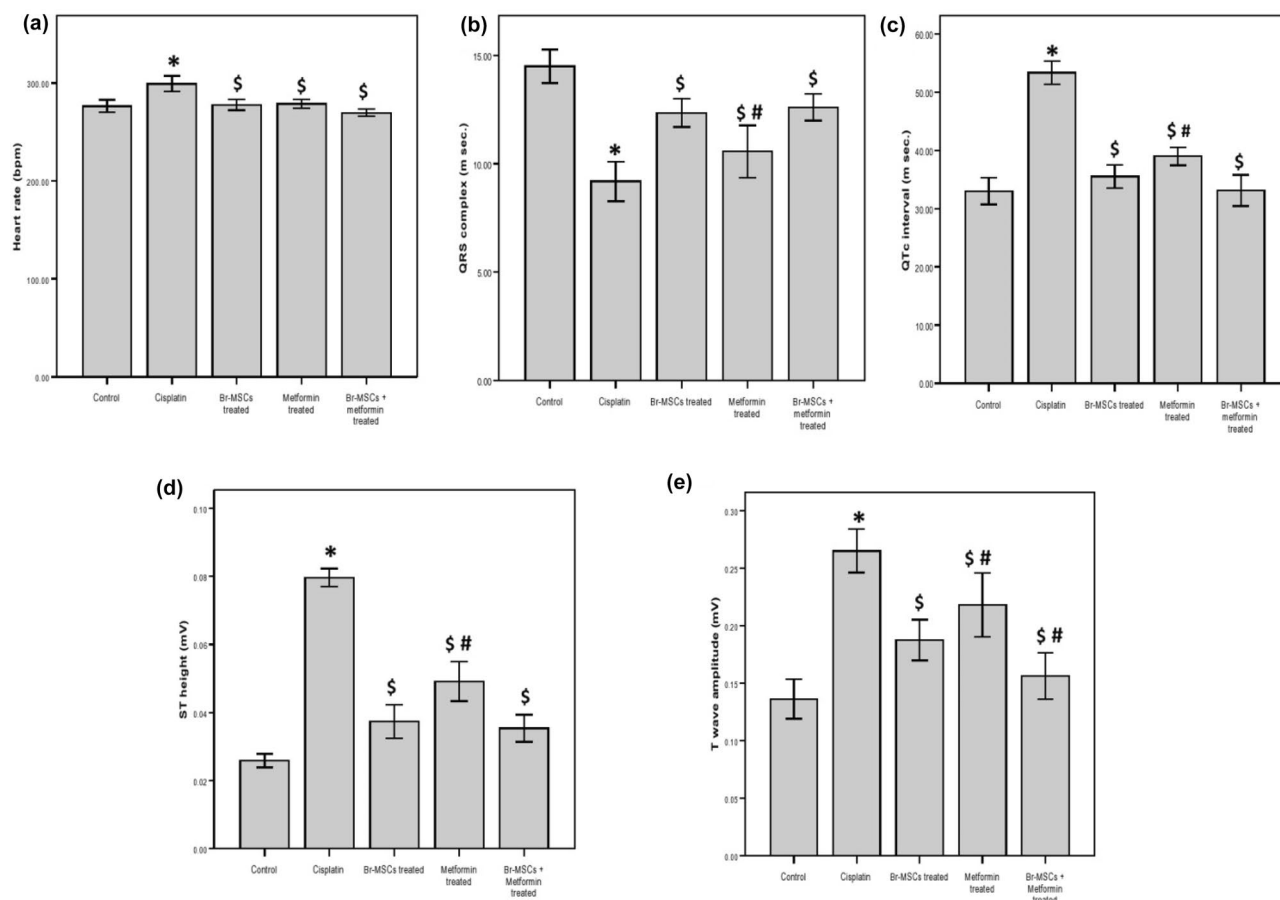 (a)
Heart rate (bpm)
300.00
200.00
100.00
0.00
*
$
$
$
Control
Cisplatin
Br-MSCs
treated
Metformin
treated
Br-MSCs +
metformin
treated
(b)
QRS complex (m sec.)
15.00
10.00
5.00
0.00
*
$
$ #
$
Control
Cisplatin
Br-MSCs treated
Metformin
treated
Br-MSCs +
metformin
treated
(c)
QTc interval (m sec.)
60.00
50.00
40.00
30.00
20.00
10.00
0.00
*
$
$ #
$
Control
Cisplatin
Br-MSCs treated
Metformin
treated
Br-MSCs +
metformin
treated
(d)
ST height (mV)
0.10
0.08
0.06
0.04
0.02
0.00
*
$
$ #
$
Control
Cisplatin
Br-MSCs treated
Metformin
treated
Br-MSCs +
Metformin
treated
(e)
T wave amplitude (mV)
0.30
0.25
0.20
0.15
0.10
0.05
0.00
*
$
$ #
$ #
Control
Cisplatin
Br-MSCs treated
Metformin
treated
Br-MSCs +
Metformin
treated